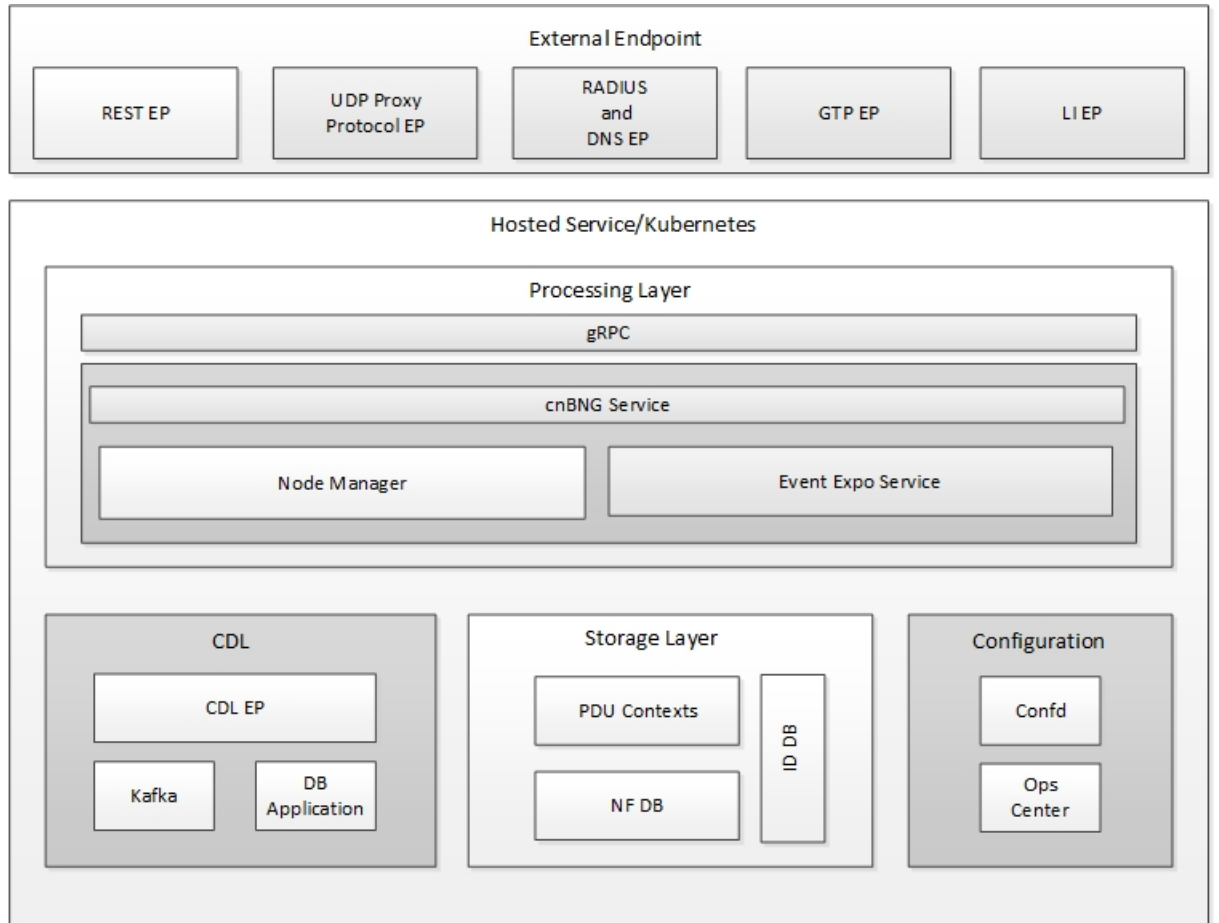 External Endpoint
REST EP
UDP Proxy
Protocol EP
RADIUS
and
DNS EP
GTP EP
LI EP
Hosted Service/Kubernetes
Processing Layer
gRPC
cnBNG Service
Node Manager
Event Expo Service
CDL
CDL EP
Kafka
DB
Application
Storage Layer
PDU Contexts
NF DB
ID DB
Configuration
Confd
Ops
Center